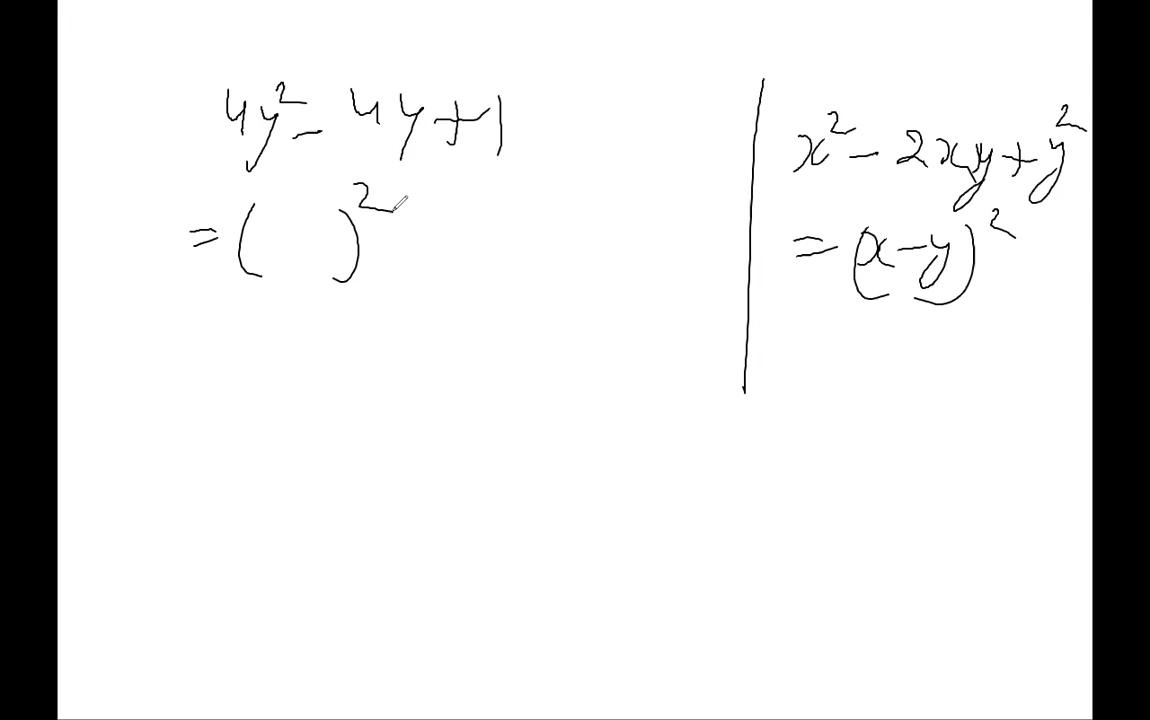 4y² - 4y + 1
= ( )²
x² - 2xy + y²
= (x - y)²